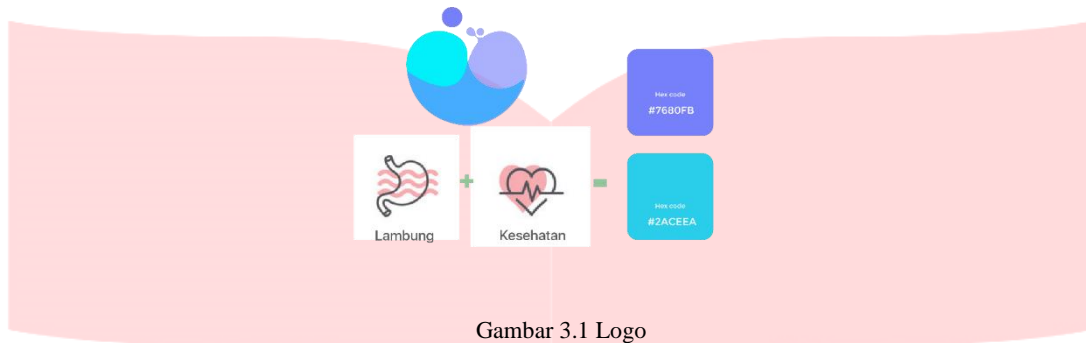 Hex code
#7680FB
+
-
Hex code
#2ACEEA
Lambung
Kesehatan
Gambar 3.1 Logo